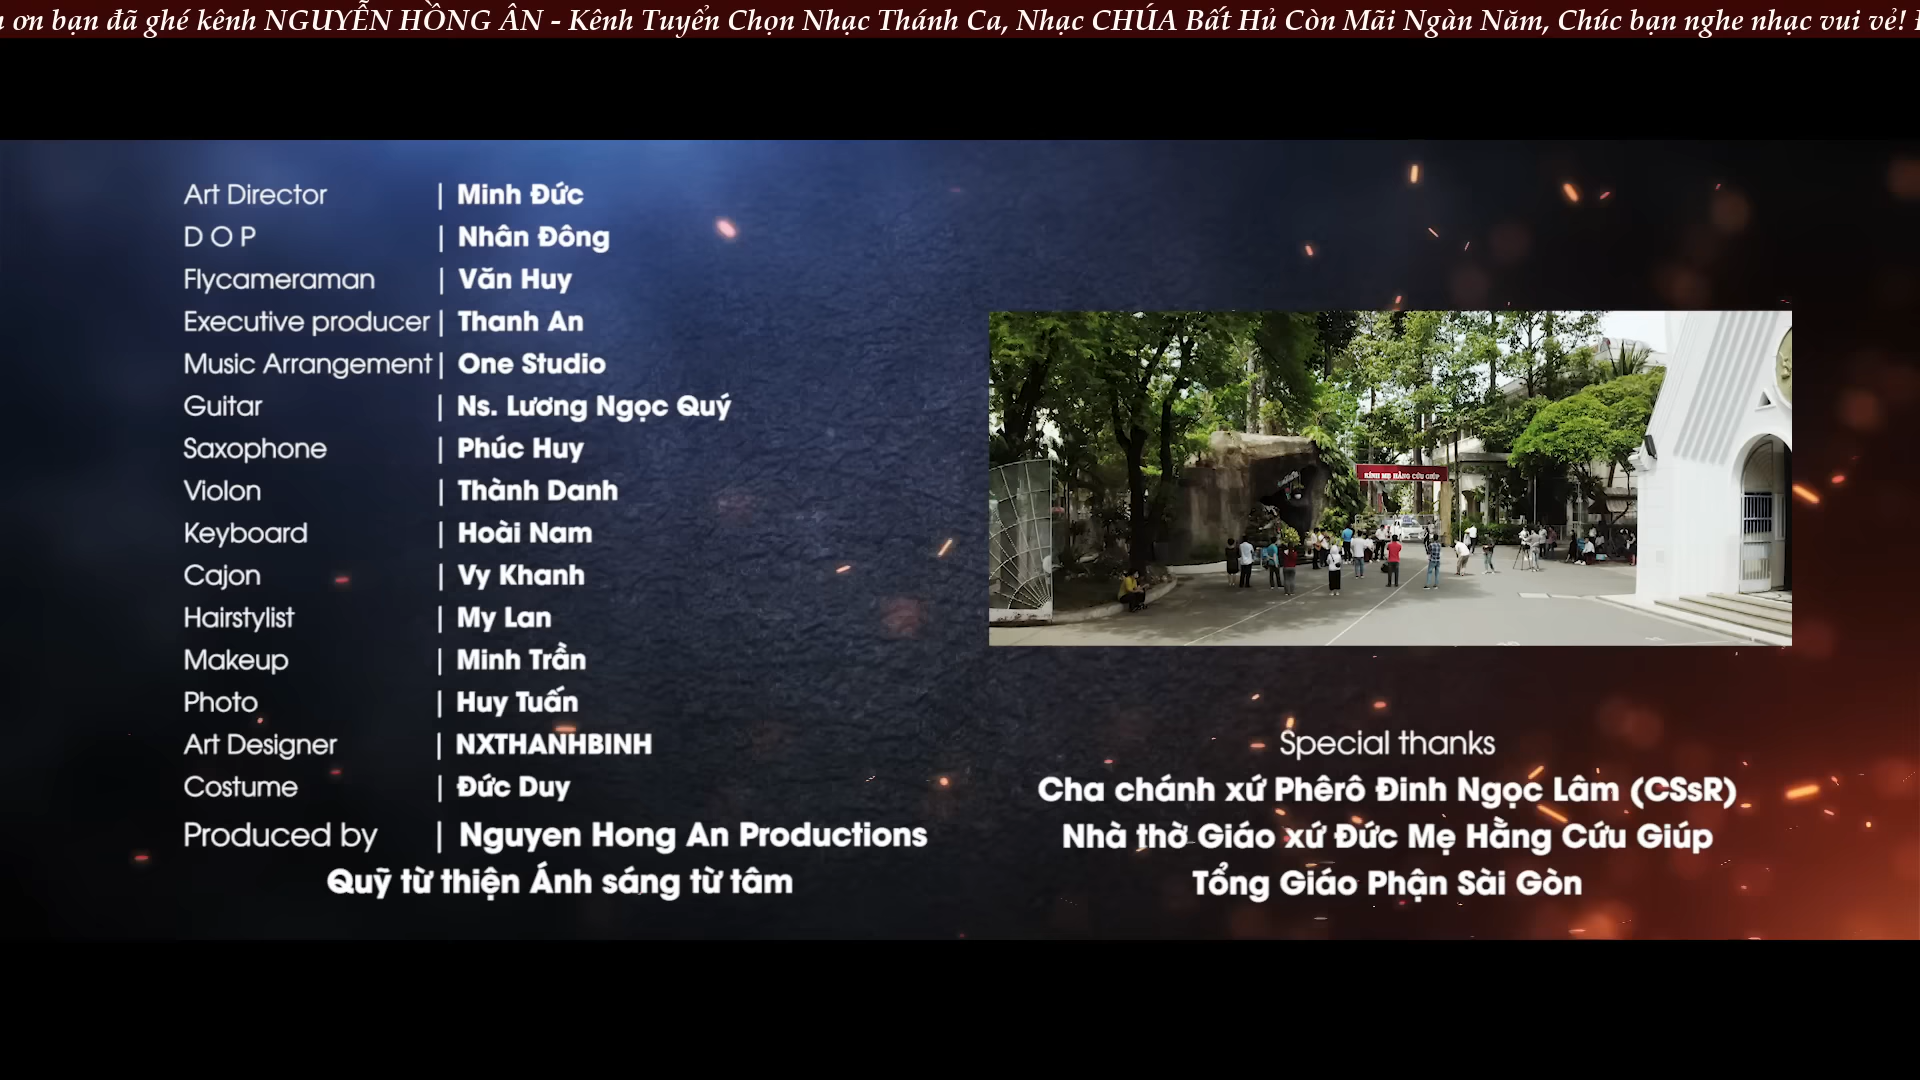 ơn bạn đã ghé kênh NGUYỄN HỒNG ÂN - Kênh Tuyển Chọn Nhạc Thánh Ca, Nhạc CHÚA Bất Hủ Còn Mãi Ngàn Năm, Chúc bạn nghe nhạc vui vẻ!
Art Director | Minh Đức
D O P | Nhân Đông
Flycameraman | Văn Huy
Executive producer | Thanh An
Music Arrangement | One Studio
Guitar | Ns. Lương Ngọc Quý
Saxophone | Phúc Huy
Violon | Thành Danh
Keyboard | Hoài Nam
Cajon | Vy Khanh
Hairstylist | My Lan
Makeup | Minh Trần
Photo | Huy Tuấn
Art Designer | NXTHANHBINH
Costume | Đức Duy
Produced by | Nguyen Hong An Productions
Quỹ từ thiện Ánh sáng từ tâm
KÍNH MẸ HẰNG CỨU GIÚP
Special thanks
Cha chánh xứ Phêrô Đinh Ngọc Lâm (CSsR)
Nhà thờ Giáo xứ Đức Mẹ Hằng Cứu Giúp
Tổng Giáo Phận Sài Gòn